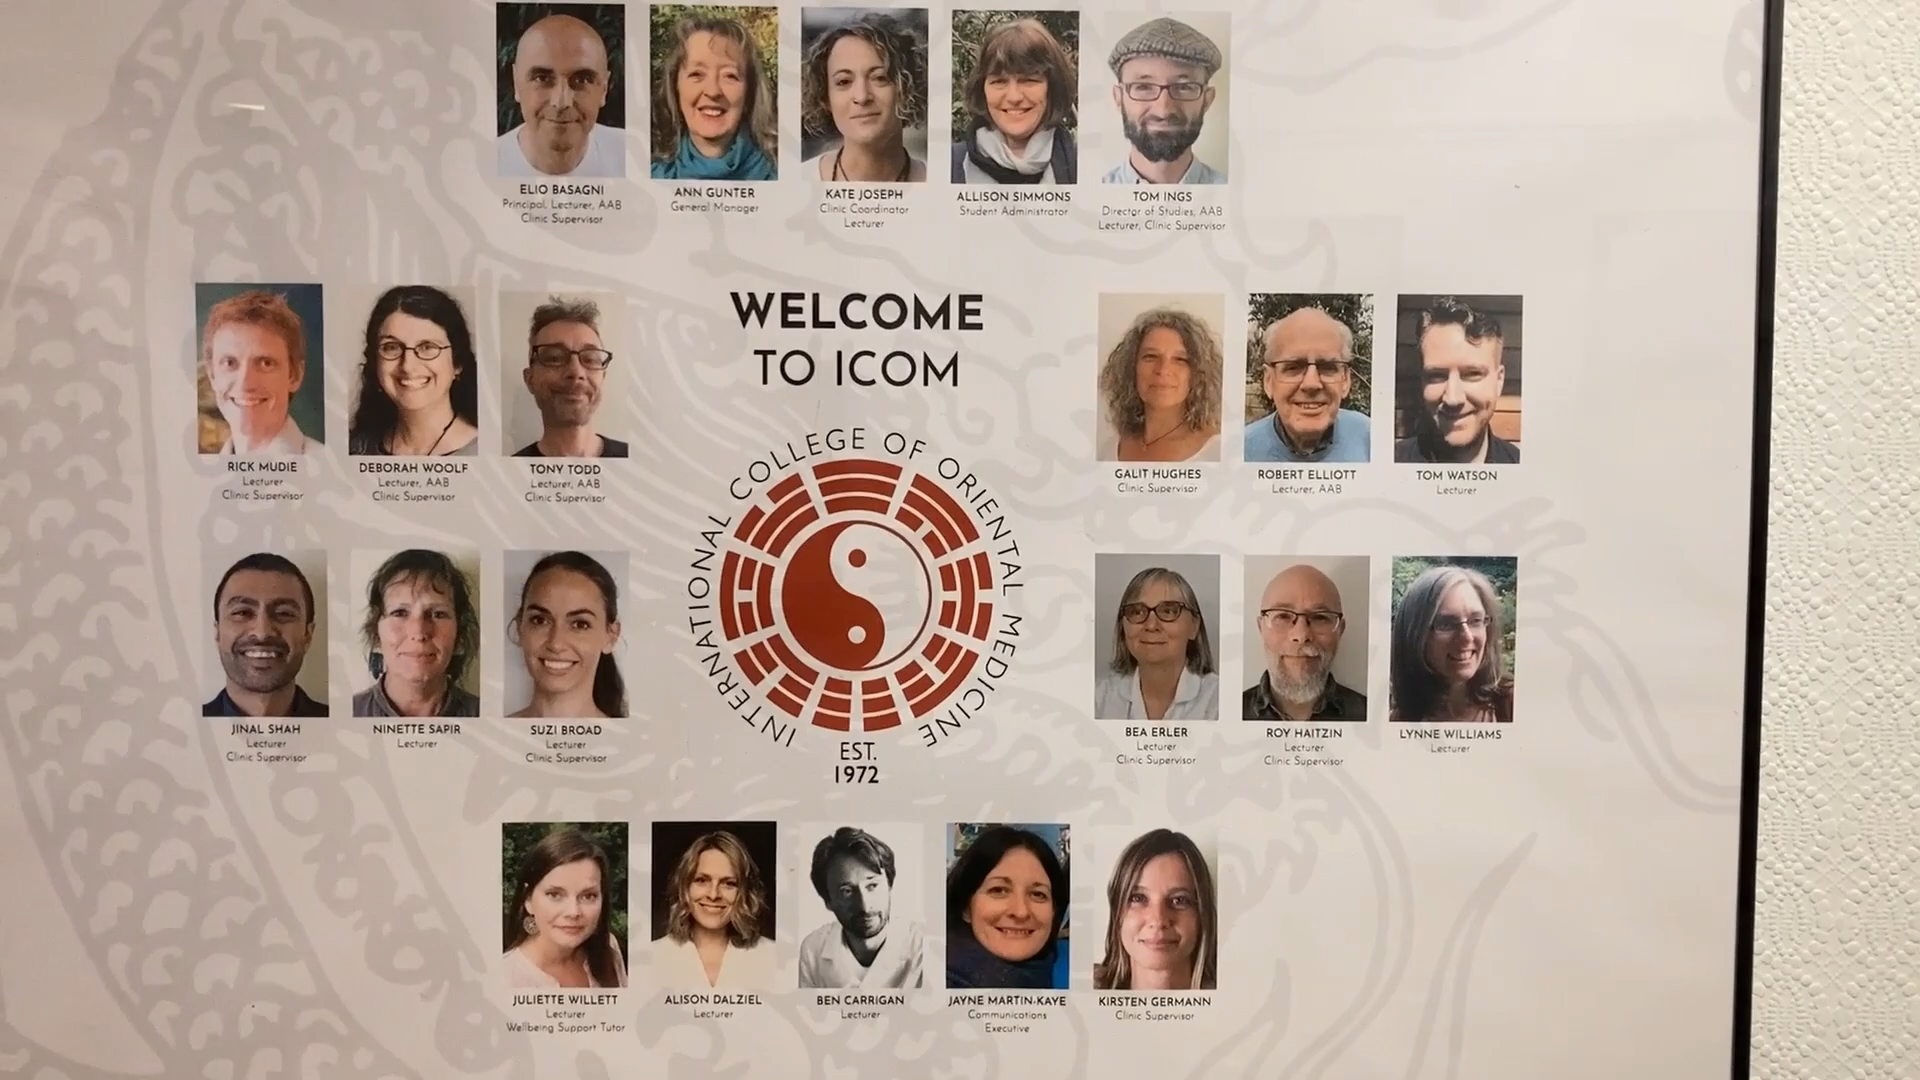 ELIO BASAGNI
Principal, Lecturer, AAB
Clinic Supervisor
ANN GUNTER
General Manager
KATE JOSEPH
Clinic Coordinator
Lecturer
ALLISON SIMMONS
Student Administrator
TOM INGS
Director of Studies, AAB
Lecturer, Clinic Supervisor
RICK MUDIE
Lecturer
Clinic Supervisor
DEBORAH WOOLF
Lecturer, AAB
Clinic Supervisor
TONY TODD
Lecturer, AAB
Clinic Supervisor
WELCOME
TO ICOM
GALIT HUGHES
Clinic Supervisor
ROBERT ELLIOTT
Lecturer, AAB
TOM WATSON
Lecturer
INTERNATIONAL COLLEGE OF ORIENTAL MEDICINE
EST.
1972
JINAL SHAH
Lecturer
Clinic Supervisor
NINETTE SAPIR
Lecturer
SUZI BROAD
Lecturer
Clinic Supervisor
BEA ERLER
Lecturer
Clinic Supervisor
ROY HAITZIN
Lecturer
Clinic Supervisor
LYNNE WILLIAMS
Lecturer
JULIETTE WILLETT
Lecturer
Wellbeing Support Tutor
ALISON DALZIEL
Lecturer
BEN CARRIGAN
Lecturer
JAYNE MARTIN-KAYE
Communications
Executive
KIRSTEN GERMANN
Clinic Supervisor